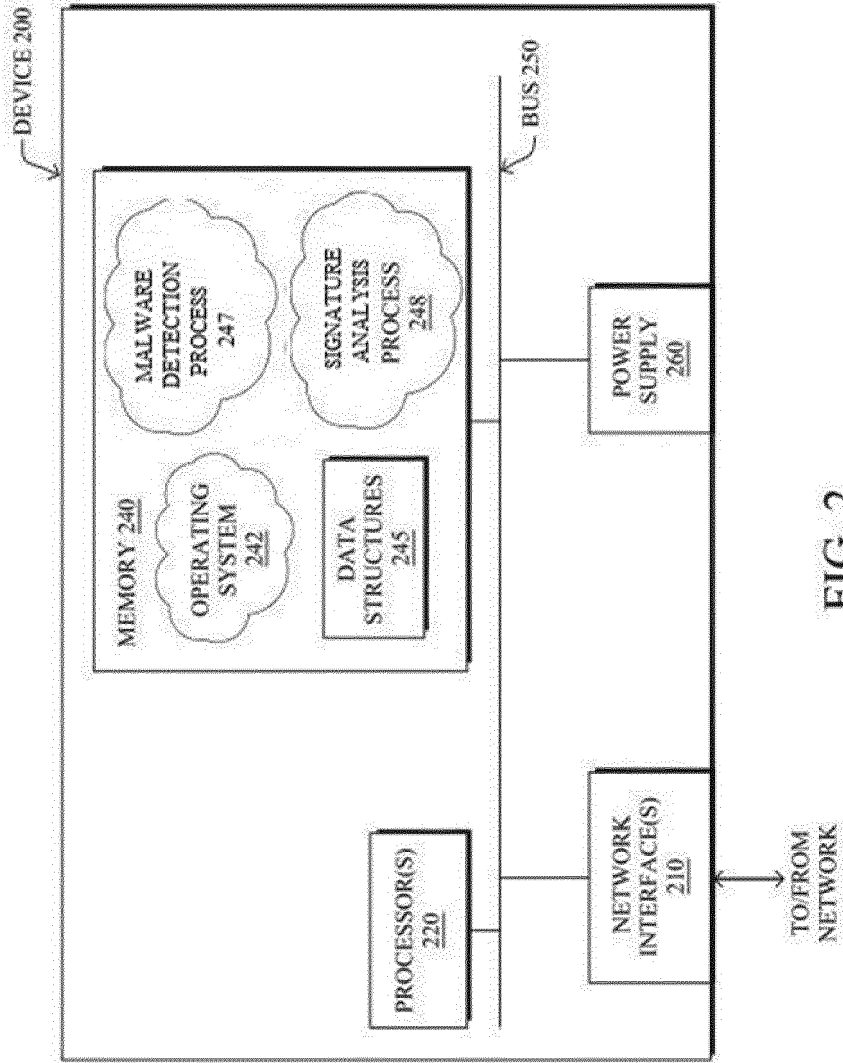 DEVICE 200
MEMORY 240
OPERATING
SYSTEM
242
DATA
STRUCTURES
245
MALWARE
DETECTION
PROCESS
247
SIGNATURE
ANALYSIS
PROCESS
248
PROCESSOR(S)
220
BUS 250
NETWORK
INTERFACE(S)
210
POWER
SUPPLY
260
TO/FROM
NETWORK
FIG. 2